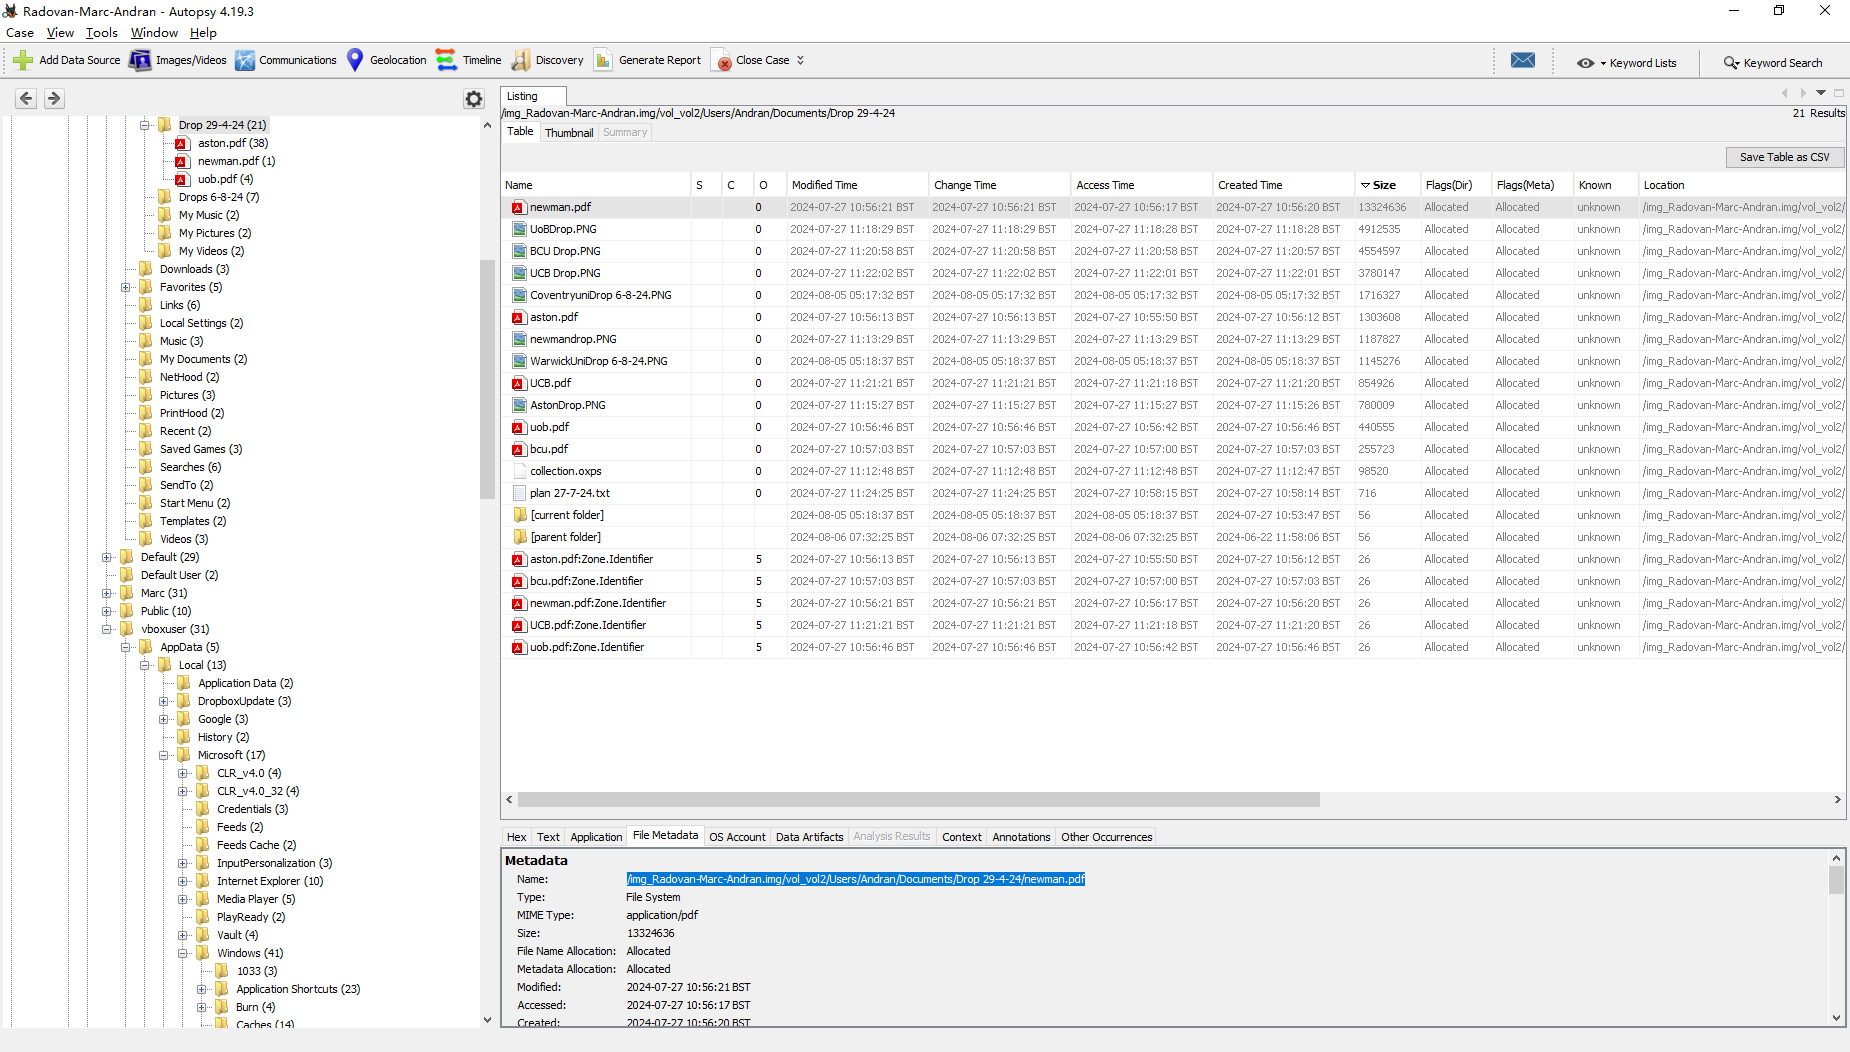 Radovan-Marc-Andran - Autopsy 4.19.3
Case View Tools Window Help
Add Data Source Images/Videos Communications Geolocation Timeline Discovery Generate Report Close Case Keyword Lists Keyword Search
Drop 29-4-24 (21)
aston.pdf (38)
newman.pdf (1)
uob.pdf (4)
Drops 6-8-24 (7)
My Music (2)
My Pictures (2)
My Videos (2)
Downloads (3)
Favorites (5)
Links (6)
Local Settings (2)
Music (3)
My Documents (2)
NetHood (2)
Pictures (3)
PrintHood (2)
Recent (2)
Saved Games (3)
Searches (6)
SendTo (2)
Start Menu (2)
Templates (2)
Videos (3)
Default (29)
Default User (2)
Marc (31)
Public (10)
vboxuser (31)
AppData (5)
Local (13)
Application Data (2)
DropboxUpdate (3)
Google (3)
History (2)
Microsoft (17)
CLR_v4.0 (4)
CLR_v4.0_32 (4)
Credentials (3)
Feeds (2)
Feeds Cache (2)
InputPersonalization (3)
Internet Explorer (10)
Media Player (5)
PlayReady (2)
Vault (4)
Windows (41)
1033 (3)
Application Shortcuts (23)
Burn (4)
Caches (14)
Listing
/img_Radovan-Marc-Andran.img/vol_vol2/Users/Andran/Documents/Drop 29-4-24 21 Results
Table Thumbnail Summary
Save Table as CSV
Name S C O Modified Time Change Time Access Time Created Time Size Flags(Dir) Flags(Meta) Known Location
newman.pdf 0 2024-07-27 10:56:21 BST 2024-07-27 10:56:21 BST 2024-07-27 10:56:17 BST 2024-07-27 10:56:20 BST 13324636 Allocated Allocated unknown /img_Radovan-Marc-Andran.img/vol_vol2/
UoBDrop.PNG 0 2024-07-27 11:18:29 BST 2024-07-27 11:18:29 BST 2024-07-27 11:18:28 BST 2024-07-27 11:18:28 BST 4912535 Allocated Allocated unknown /img_Radovan-Marc-Andran.img/vol_vol2/
BCU Drop.PNG 0 2024-07-27 11:20:58 BST 2024-07-27 11:20:58 BST 2024-07-27 11:20:58 BST 2024-07-27 11:20:57 BST 4554597 Allocated Allocated unknown /img_Radovan-Marc-Andran.img/vol_vol2/
UCB Drop.PNG 0 2024-07-27 11:22:02 BST 2024-07-27 11:22:02 BST 2024-07-27 11:22:01 BST 2024-07-27 11:22:01 BST 3780147 Allocated Allocated unknown /img_Radovan-Marc-Andran.img/vol_vol2/
CoventryuniDrop 6-8-24.PNG 0 2024-08-05 05:17:32 BST 2024-08-05 05:17:32 BST 2024-08-05 05:17:32 BST 2024-08-05 05:17:32 BST 1716327 Allocated Allocated unknown /img_Radovan-Marc-Andran.img/vol_vol2/
aston.pdf 0 2024-07-27 10:56:13 BST 2024-07-27 10:56:13 BST 2024-07-27 10:55:50 BST 2024-07-27 10:56:12 BST 1303608 Allocated Allocated unknown /img_Radovan-Marc-Andran.img/vol_vol2/
newmandrop.PNG 0 2024-07-27 11:13:29 BST 2024-07-27 11:13:29 BST 2024-07-27 11:13:29 BST 2024-07-27 11:13:29 BST 1187827 Allocated Allocated unknown /img_Radovan-Marc-Andran.img/vol_vol2/
WarwickUniDrop 6-8-24.PNG 0 2024-08-05 05:18:37 BST 2024-08-05 05:18:37 BST 2024-08-05 05:18:37 BST 2024-08-05 05:18:37 BST 1145276 Allocated Allocated unknown /img_Radovan-Marc-Andran.img/vol_vol2/
UCB.pdf 0 2024-07-27 11:21:21 BST 2024-07-27 11:21:21 BST 2024-07-27 11:21:18 BST 2024-07-27 11:21:20 BST 854926 Allocated Allocated unknown /img_Radovan-Marc-Andran.img/vol_vol2/
AstonDrop.PNG 0 2024-07-27 11:15:27 BST 2024-07-27 11:15:27 BST 2024-07-27 11:15:27 BST 2024-07-27 11:15:26 BST 780009 Allocated Allocated unknown /img_Radovan-Marc-Andran.img/vol_vol2/
uob.pdf 0 2024-07-27 10:56:46 BST 2024-07-27 10:56:46 BST 2024-07-27 10:56:42 BST 2024-07-27 10:56:46 BST 440555 Allocated Allocated unknown /img_Radovan-Marc-Andran.img/vol_vol2/
bcu.pdf 0 2024-07-27 10:57:03 BST 2024-07-27 10:57:03 BST 2024-07-27 10:57:00 BST 2024-07-27 10:57:03 BST 255723 Allocated Allocated unknown /img_Radovan-Marc-Andran.img/vol_vol2/
collection.oxps 0 2024-07-27 11:12:48 BST 2024-07-27 11:12:48 BST 2024-07-27 11:12:48 BST 2024-07-27 11:12:47 BST 98520 Allocated Allocated unknown /img_Radovan-Marc-Andran.img/vol_vol2/
plan 27-7-24.txt 0 2024-07-27 11:24:25 BST 2024-07-27 11:24:25 BST 2024-07-27 10:58:15 BST 2024-07-27 10:58:14 BST 716 Allocated Allocated unknown /img_Radovan-Marc-Andran.img/vol_vol2/
[current folder] 2024-08-05 05:18:37 BST 2024-08-05 05:18:37 BST 2024-08-05 05:18:37 BST 2024-07-27 10:53:47 BST 56 Allocated Allocated unknown /img_Radovan-Marc-Andran.img/vol_vol2/
[parent folder] 2024-08-06 07:32:25 BST 2024-08-06 07:32:25 BST 2024-08-06 07:32:25 BST 2024-06-22 11:58:06 BST 56 Allocated Allocated unknown /img_Radovan-Marc-Andran.img/vol_vol2/
aston.pdf:Zone.Identifier 5 2024-07-27 10:56:13 BST 2024-07-27 10:56:13 BST 2024-07-27 10:55:50 BST 2024-07-27 10:56:12 BST 26 Allocated Allocated unknown /img_Radovan-Marc-Andran.img/vol_vol2/
bcu.pdf:Zone.Identifier 5 2024-07-27 10:57:03 BST 2024-07-27 10:57:03 BST 2024-07-27 10:57:00 BST 2024-07-27 10:57:03 BST 26 Allocated Allocated unknown /img_Radovan-Marc-Andran.img/vol_vol2/
newman.pdf:Zone.Identifier 5 2024-07-27 10:56:21 BST 2024-07-27 10:56:21 BST 2024-07-27 10:56:17 BST 2024-07-27 10:56:20 BST 26 Allocated Allocated unknown /img_Radovan-Marc-Andran.img/vol_vol2/
UCB.pdf:Zone.Identifier 5 2024-07-27 11:21:21 BST 2024-07-27 11:21:21 BST 2024-07-27 11:21:18 BST 2024-07-27 11:21:20 BST 26 Allocated Allocated unknown /img_Radovan-Marc-Andran.img/vol_vol2/
uob.pdf:Zone.Identifier 5 2024-07-27 10:56:46 BST 2024-07-27 10:56:46 BST 2024-07-27 10:56:42 BST 2024-07-27 10:56:46 BST 26 Allocated Allocated unknown /img_Radovan-Marc-Andran.img/vol_vol2/
Hex Text Application File Metadata OS Account Data Artifacts Analysis Results Context Annotations Other Occurrences
Metadata
Name: /img_Radovan-Marc-Andran.img/vol_vol2/Users/Andran/Documents/Drop 29-4-24/newman.pdf
Type: File System
MIME Type: application/pdf
Size: 13324636
File Name Allocation: Allocated
Metadata Allocation: Allocated
Modified: 2024-07-27 10:56:21 BST
Accessed: 2024-07-27 10:56:17 BST
Created: 2024-07-27 10:56:20 BST